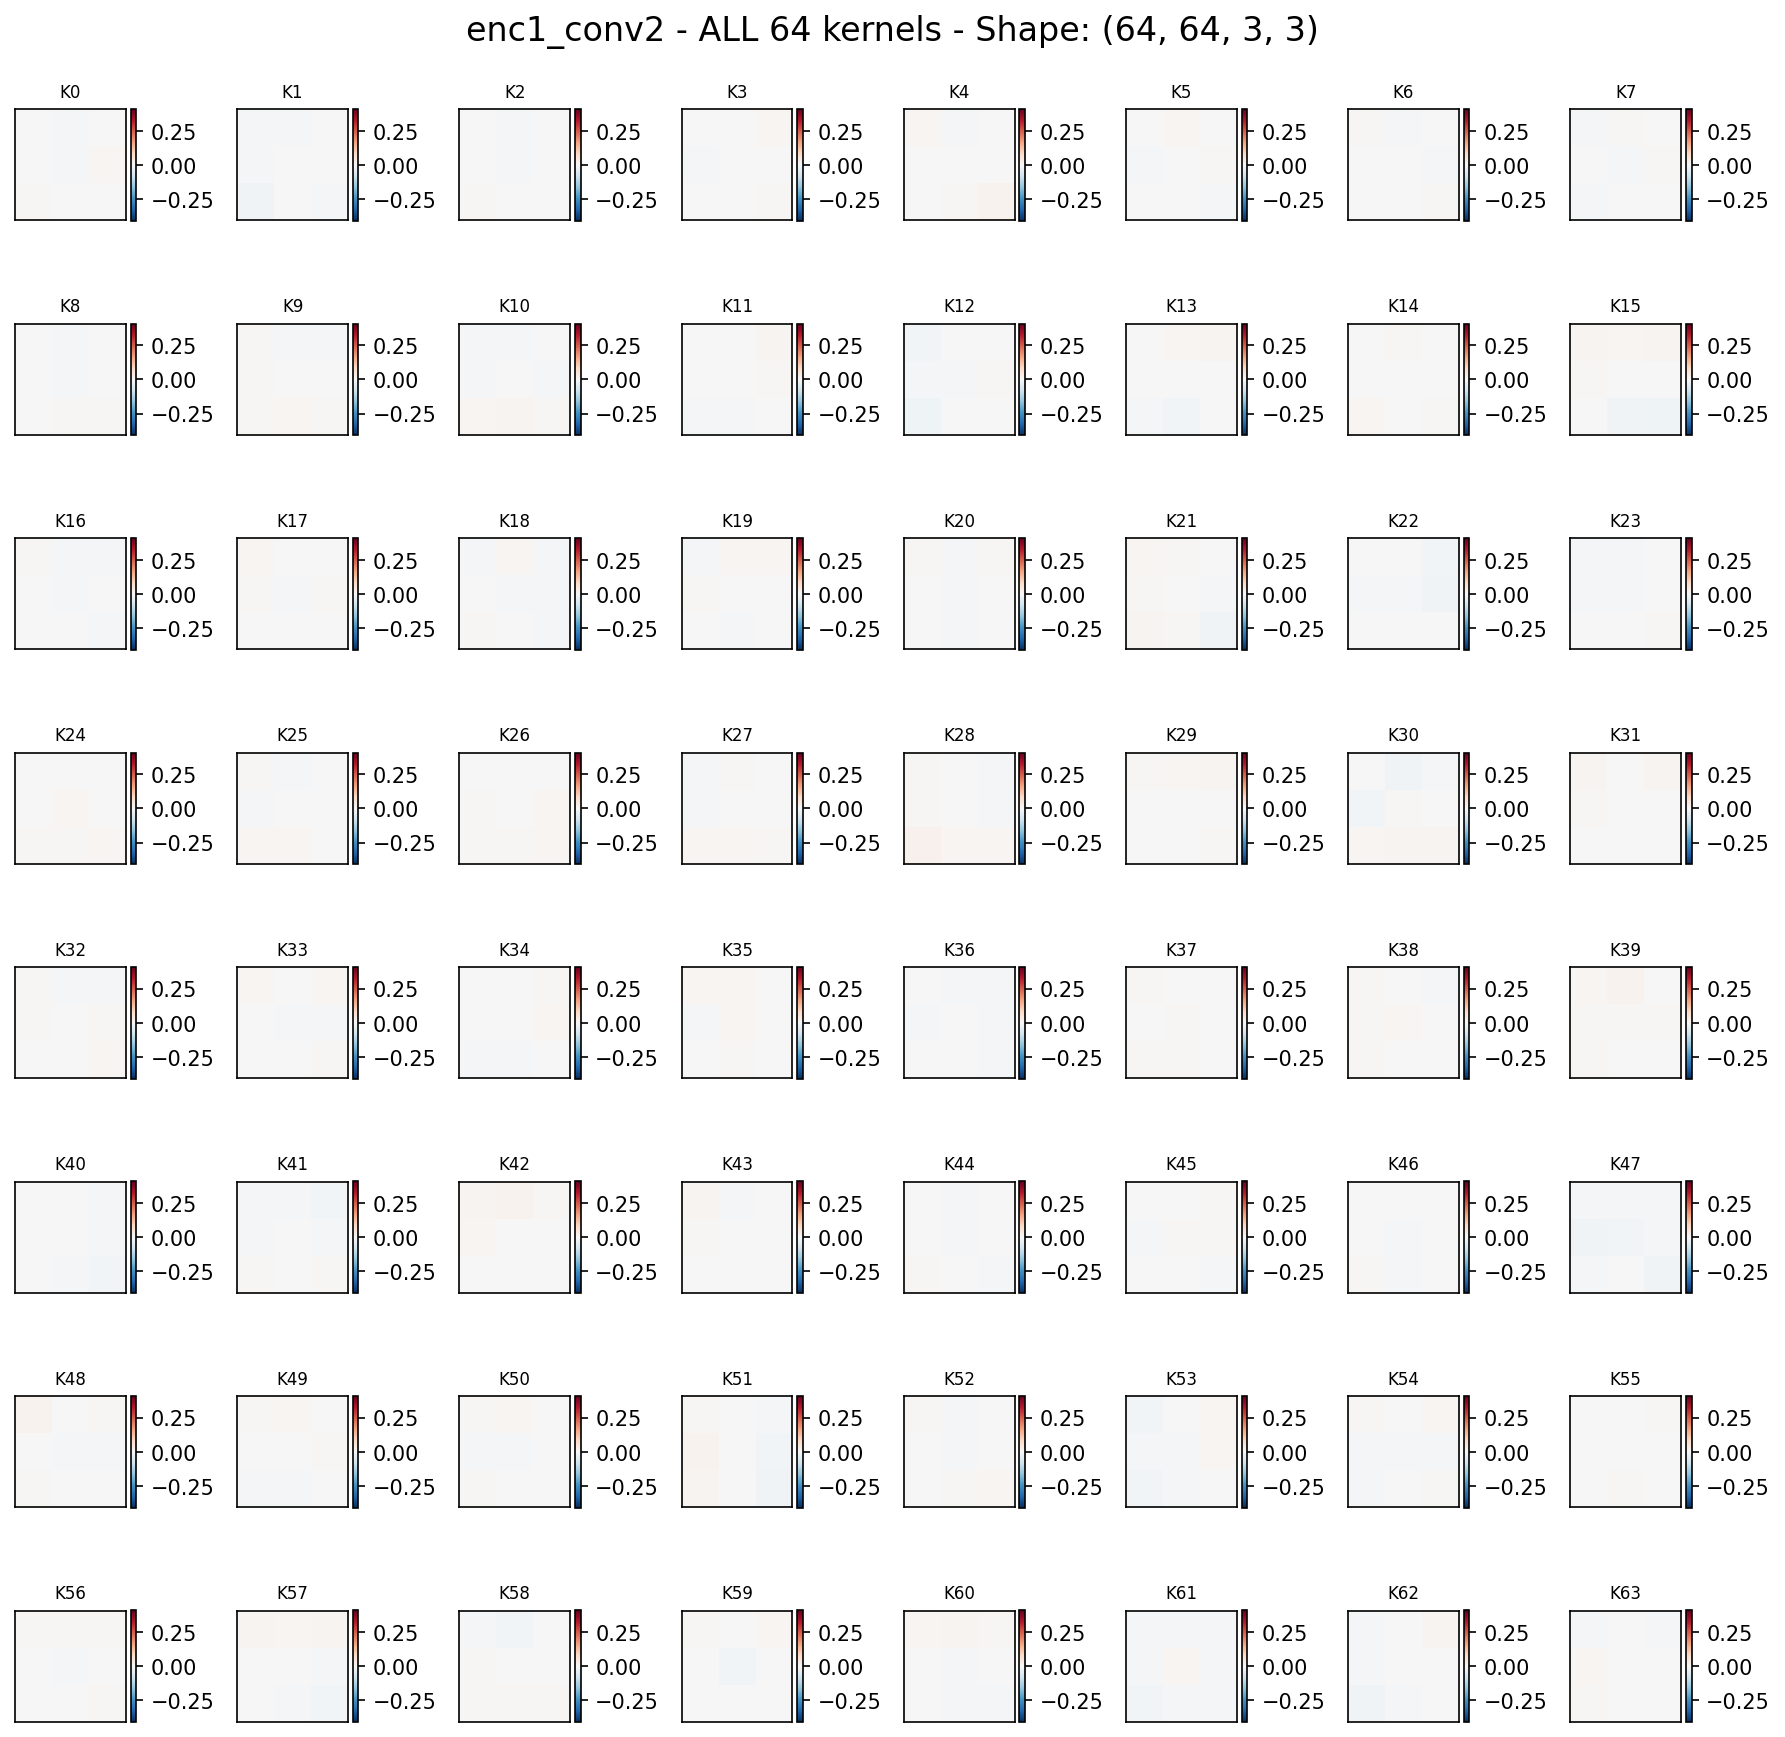 enc1_conv2 - ALL 64 kernels - Shape: (64, 64, 3, 3)
K0 K1 K2 K3 K4 K5 K6 K7
0.25 0.25 0.25 0.25 0.25 0.25 0.25 0.25
0.00 0.00 0.00 0.00 0.00 0.00 0.00 0.00
−0.25 −0.25 −0.25 −0.25 −0.25 −0.25 −0.25 −0.25
K8 K9 K10 K11 K12 K13 K14 K15
0.25 0.25 0.25 0.25 0.25 0.25 0.25 0.25
0.00 0.00 0.00 0.00 0.00 0.00 0.00 0.00
−0.25 −0.25 −0.25 −0.25 −0.25 −0.25 −0.25 −0.25
K16 K17 K18 K19 K20 K21 K22 K23
0.25 0.25 0.25 0.25 0.25 0.25 0.25 0.25
0.00 0.00 0.00 0.00 0.00 0.00 0.00 0.00
−0.25 −0.25 −0.25 −0.25 −0.25 −0.25 −0.25 −0.25
K24 K25 K26 K27 K28 K29 K30 K31
0.25 0.25 0.25 0.25 0.25 0.25 0.25 0.25
0.00 0.00 0.00 0.00 0.00 0.00 0.00 0.00
−0.25 −0.25 −0.25 −0.25 −0.25 −0.25 −0.25 −0.25
K32 K33 K34 K35 K36 K37 K38 K39
0.25 0.25 0.25 0.25 0.25 0.25 0.25 0.25
0.00 0.00 0.00 0.00 0.00 0.00 0.00 0.00
−0.25 −0.25 −0.25 −0.25 −0.25 −0.25 −0.25 −0.25
K40 K41 K42 K43 K44 K45 K46 K47
0.25 0.25 0.25 0.25 0.25 0.25 0.25 0.25
0.00 0.00 0.00 0.00 0.00 0.00 0.00 0.00
−0.25 −0.25 −0.25 −0.25 −0.25 −0.25 −0.25 −0.25
K48 K49 K50 K51 K52 K53 K54 K55
0.25 0.25 0.25 0.25 0.25 0.25 0.25 0.25
0.00 0.00 0.00 0.00 0.00 0.00 0.00 0.00
−0.25 −0.25 −0.25 −0.25 −0.25 −0.25 −0.25 −0.25
K56 K57 K58 K59 K60 K61 K62 K63
0.25 0.25 0.25 0.25 0.25 0.25 0.25 0.25
0.00 0.00 0.00 0.00 0.00 0.00 0.00 0.00
−0.25 −0.25 −0.25 −0.25 −0.25 −0.25 −0.25 −0.25